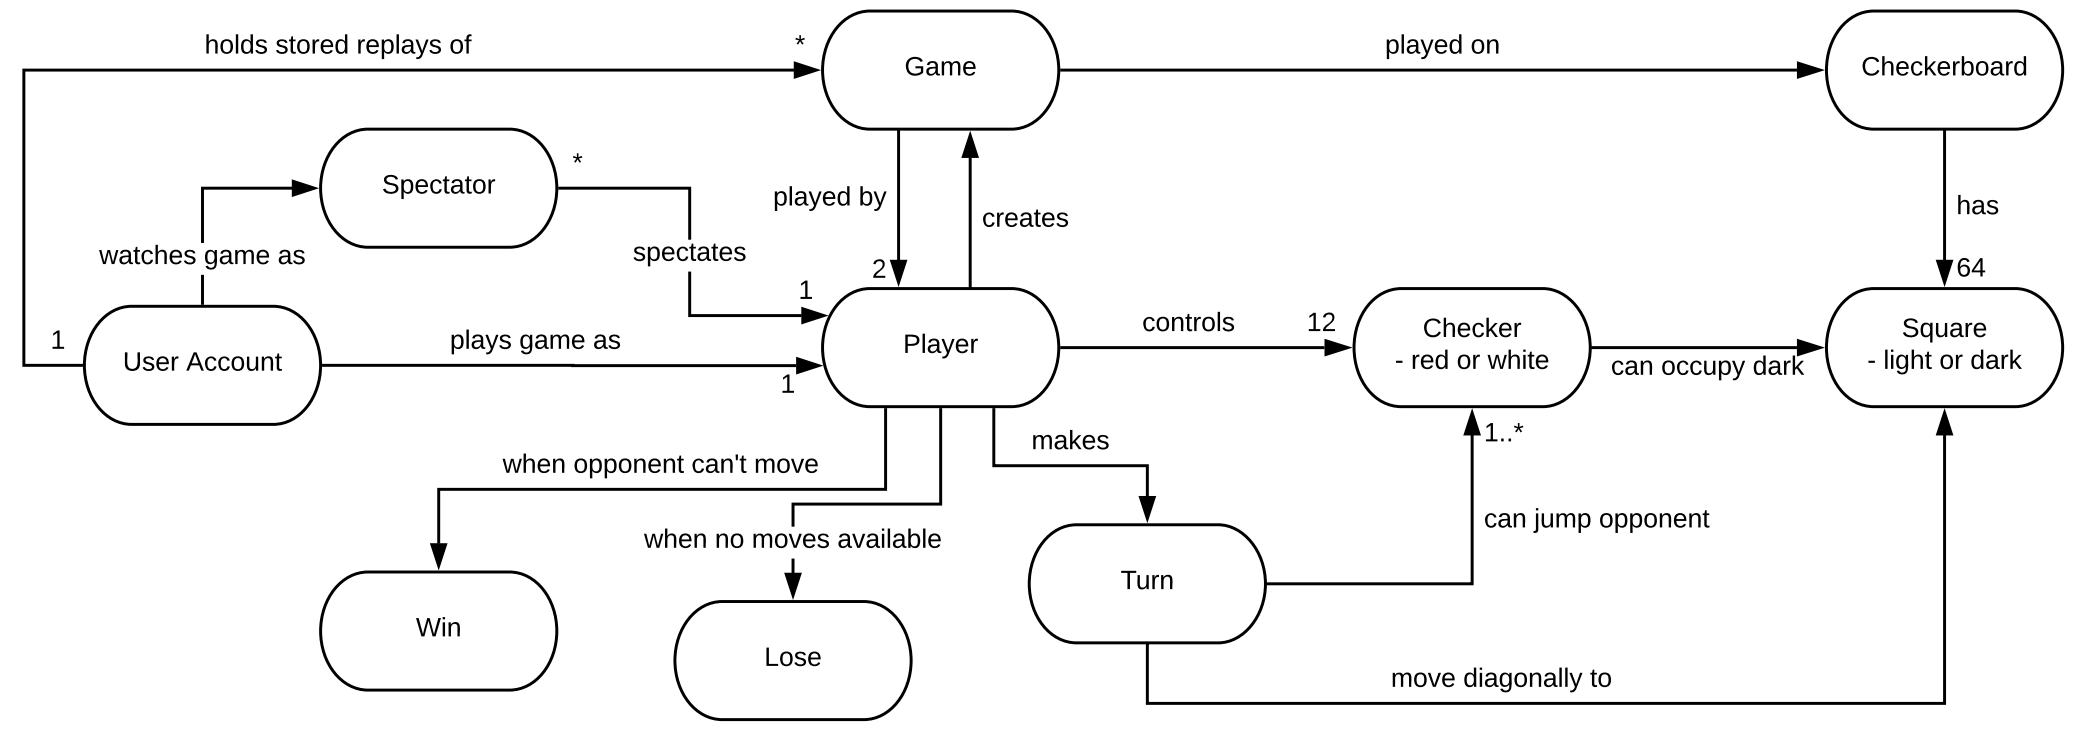 holds stored replays of
*
Game
played on
Checkerboard
Spectator
*
played by
creates
has
watches game as
spectates
2
1
64
1
User Account
plays game as
1
Player
controls
12
Checker
- red or white
can occupy dark
Square
- light or dark
when opponent can't move
makes
1..*
when no moves available
can jump opponent
Win
Lose
Turn
move diagonally to